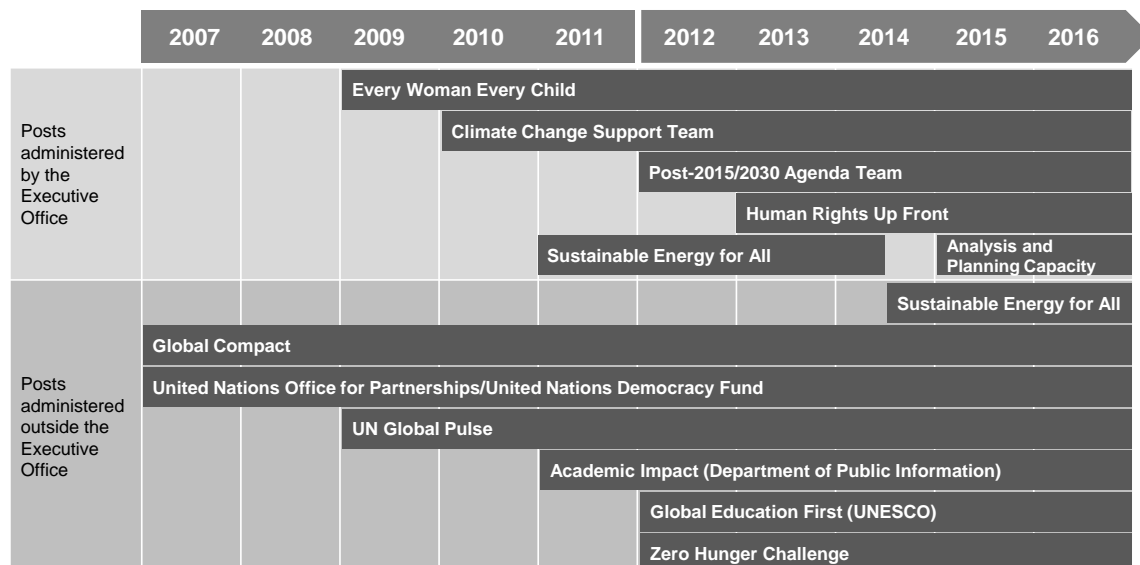 2007 2008 2009 2010 2011 2012 2013 2014 2015 2016
Posts
administered
by the
Executive
Office
Every Woman Every Child
Climate Change Support Team
Post-2015/2030 Agenda Team
Human Rights Up Front
Sustainable Energy for All
Analysis and
Planning Capacity
Posts
administered
outside the
Executive
Office
Sustainable Energy for All
Global Compact
United Nations Office for Partnerships/United Nations Democracy Fund
UN Global Pulse
Academic Impact (Department of Public Information)
Global Education First (UNESCO)
Zero Hunger Challenge